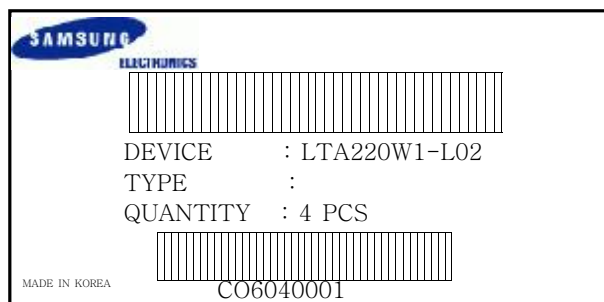 SAMSUNG
ELECTRONICS
DEVICE : LTA220W1-L02
TYPE :
QUANTITY : 4 PCS
MADE IN KOREA
CO6040001